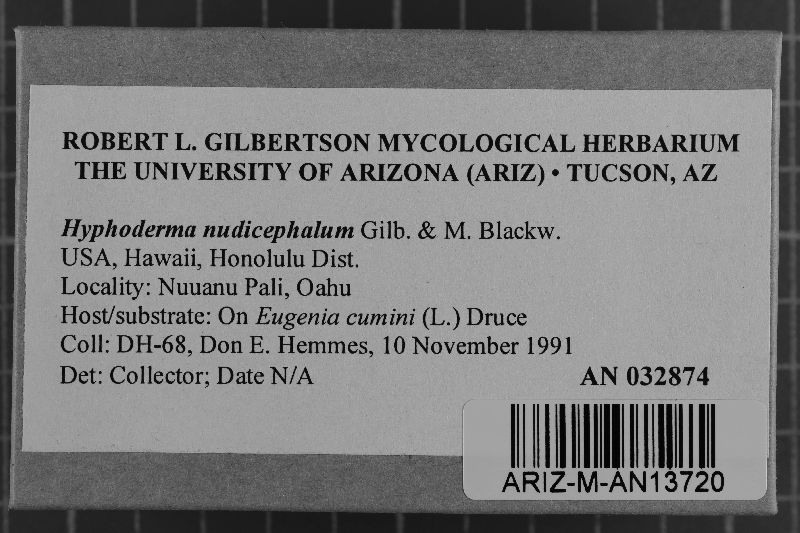 ROBERT L. GILBERTSON MYCOLOGICAL HERBARIUM
THE UNIVERSITY OF ARIZONA (ARIZ) • TUCSON, AZ
Hyphoderma nudicephalum Gilb. & M. Blackw.
USA, Hawaii, Honolulu Dist.
Locality: Nuuanu Pali, Oahu
Host/substrate: On Eugenia cumini (L.) Druce
Coll: DH-68, Don E. Hemmes, 10 November 1991
Det: Collector; Date N/A AN 032874
ARIZ-M-AN13720